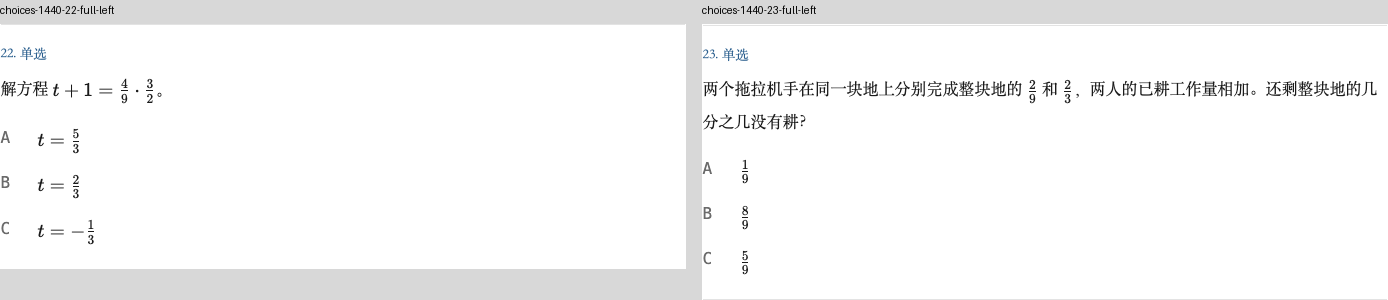 choices-1440-22-full-left
22. 单选
解方程 t + 1 = 4/9 · 3/2 。
A t = 5/3
B t = 2/3
C t = −1/3
choices-1440-23-full-left
23. 单选
两个拖拉机手在同一块地上分别完成整块地的 2/9 和 2/3，两人的已耕工作量相加。还剩整块地的几
分之几没有耕?
A 1/9
B 8/9
C 5/9